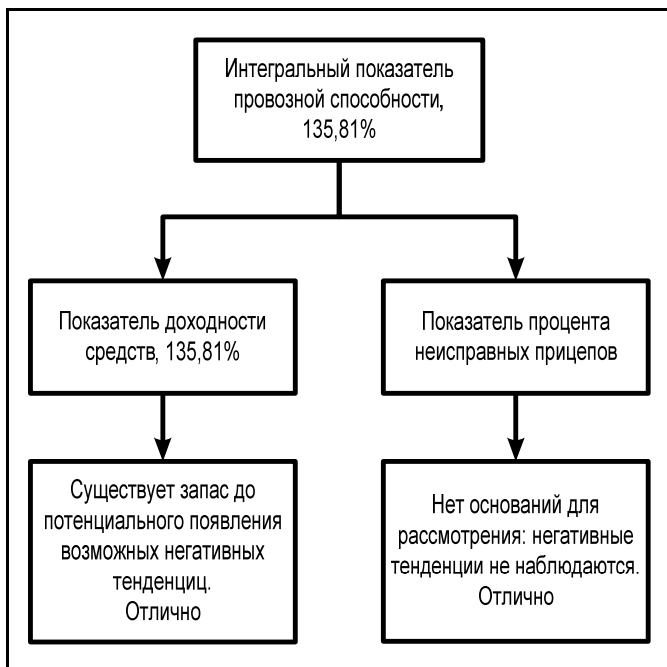 Интегральный показатель
провозной способности,
135,81%
Показатель доходности
средств, 135,81%
Показатель процента
неисправных прицепов
Существует запас до
потенциального появления
возможных негативных
тенденциц.
Отлично
Нет оснований для
рассмотрения: негативные
тенденции не наблюдаются.
Отлично